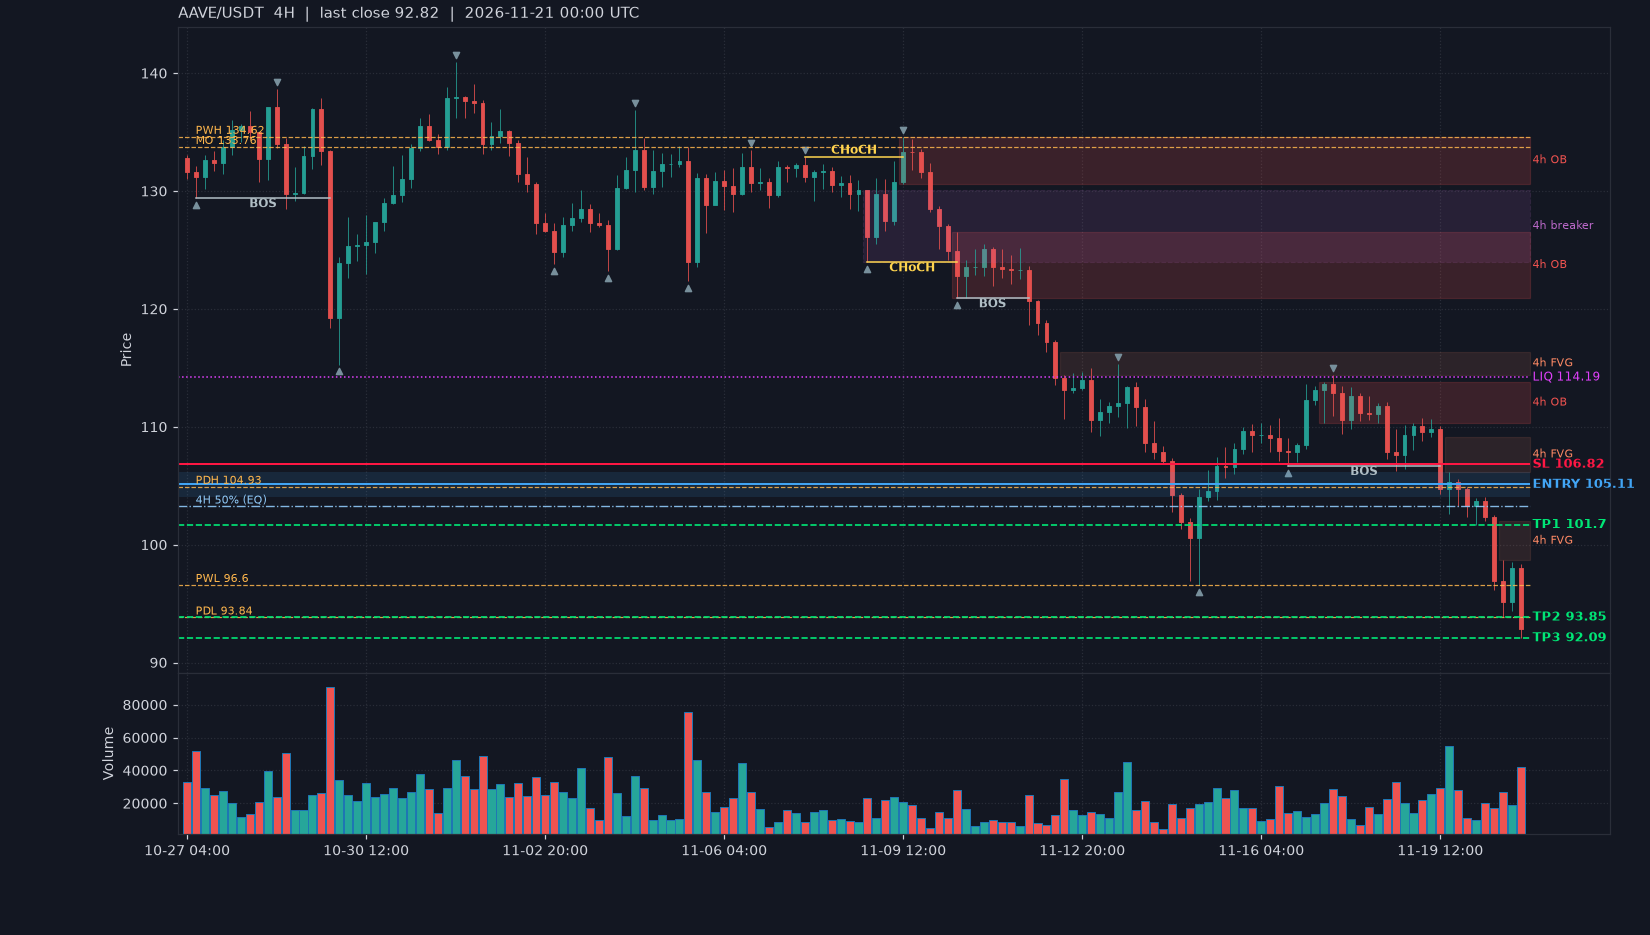 AAVE/USDT 4H | last close 92.82 | 2026-11-21 00:00 UTC
140
130
120
110
100
90
Price
PWH 134.62
MO 133.76
BOS
CHoCH
CHoCH
BOS
BOS
PDH 104.93
4H 50% (EQ)
PWL 96.6
PDL 93.84
4h OB
4h breaker
4h OB
4h FVG
LIQ 114.19
4h OB
4h FVG
SL 106.82
ENTRY 105.11
TP1 101.7
4h FVG
TP2 93.85
TP3 92.09
80000
60000
40000
20000
Volume
10-27 04:00
10-30 12:00
11-02 20:00
11-06 04:00
11-09 12:00
11-12 20:00
11-16 04:00
11-19 12:00